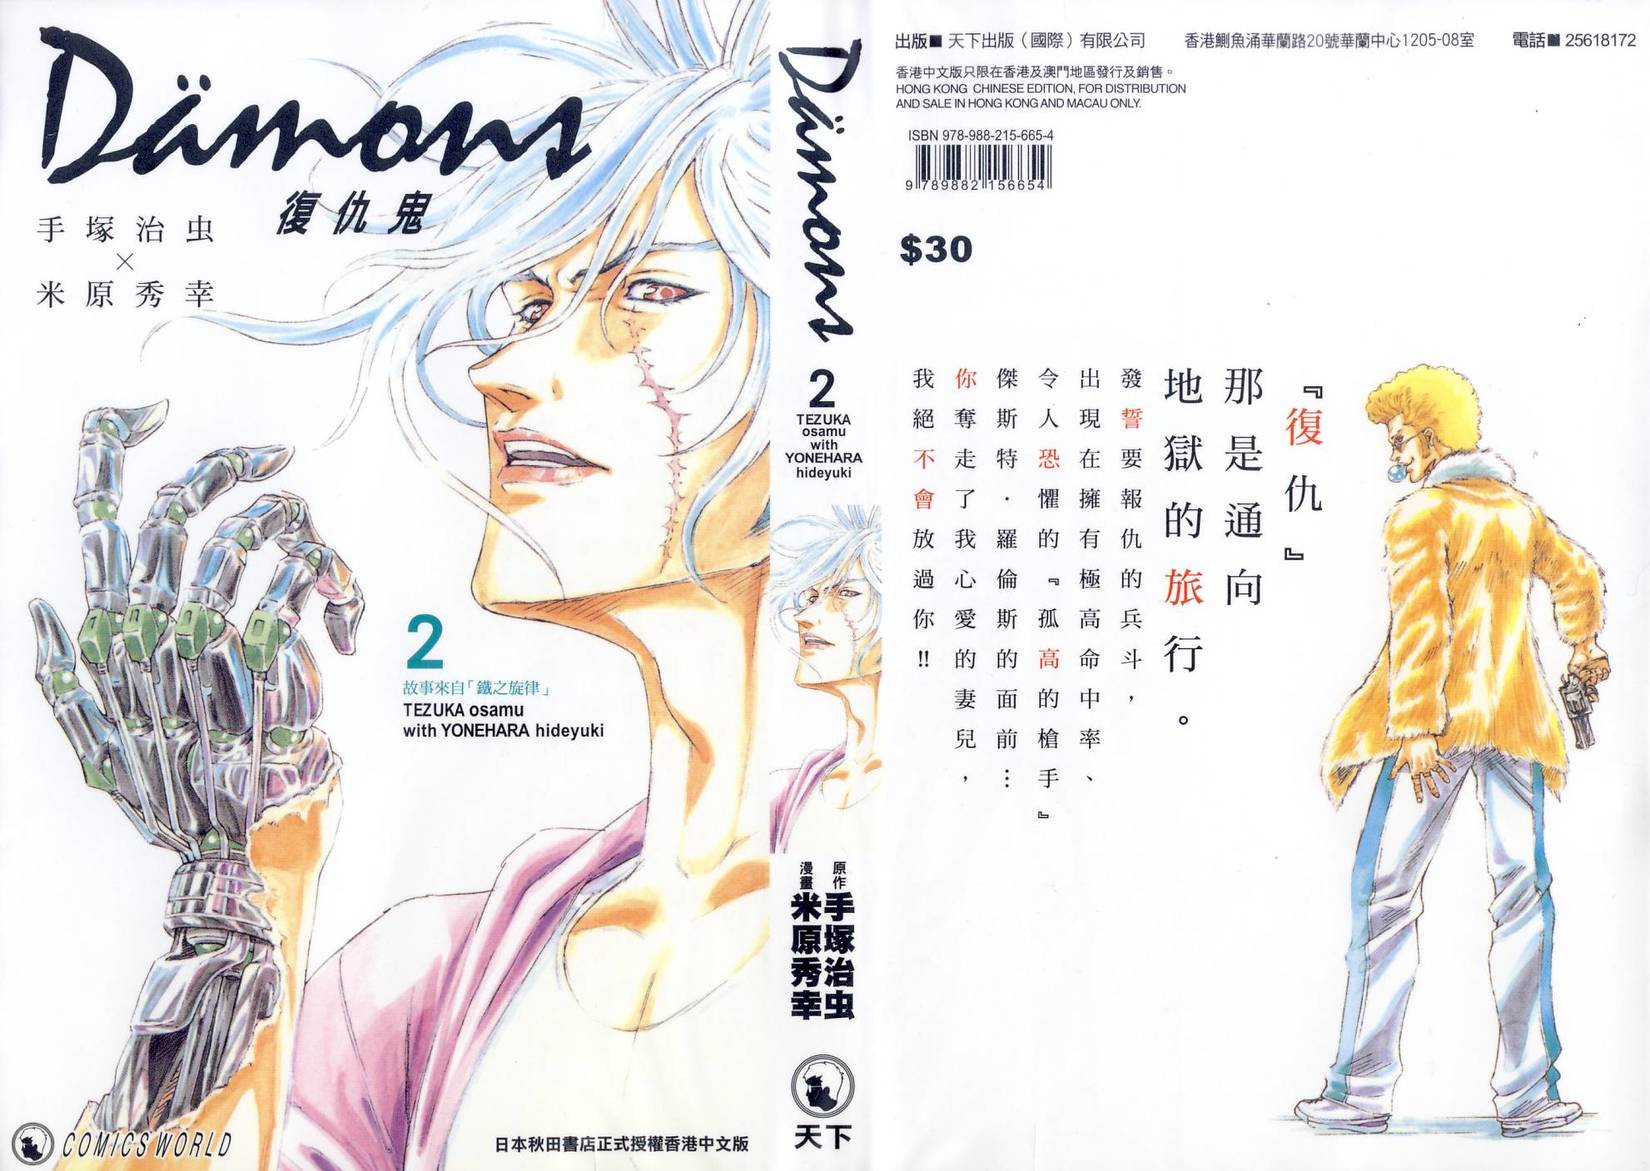 Dämons
復仇鬼
手塚治虫
×
米原秀幸
2
故事來自「鐵之旋律」
TEZUKA osamu
with YONEHARA hideyuki
COMICS WORLD
日本秋田書店正式授權香港中文版
Dämons
2
TEZUKA
osamu
with
YONEHARA
hideyuki
原作
手塚治虫
漫畫
米原秀幸
天下
出版■ 天下出版（國際）有限公司 香港鰂魚涌華蘭路20號華蘭中心1205-08室 電話■ 25618172
香港中文版只限在香港及澳門地區發行及銷售。
HONG KONG CHINESE EDITION, FOR DISTRIBUTION
AND SALE IN HONG KONG AND MACAU ONLY.
ISBN 978-988-215-665-4
9 789882 156654
$30
『復仇』
那是通向
地獄的旅行。
發誓要報仇的兵斗，
出現在擁有極高命中率、
令人恐懼的『孤高的槍手』
傑斯特．羅倫斯的面前…
你奪走了我心愛的妻兒，
我絕不會放過你!!